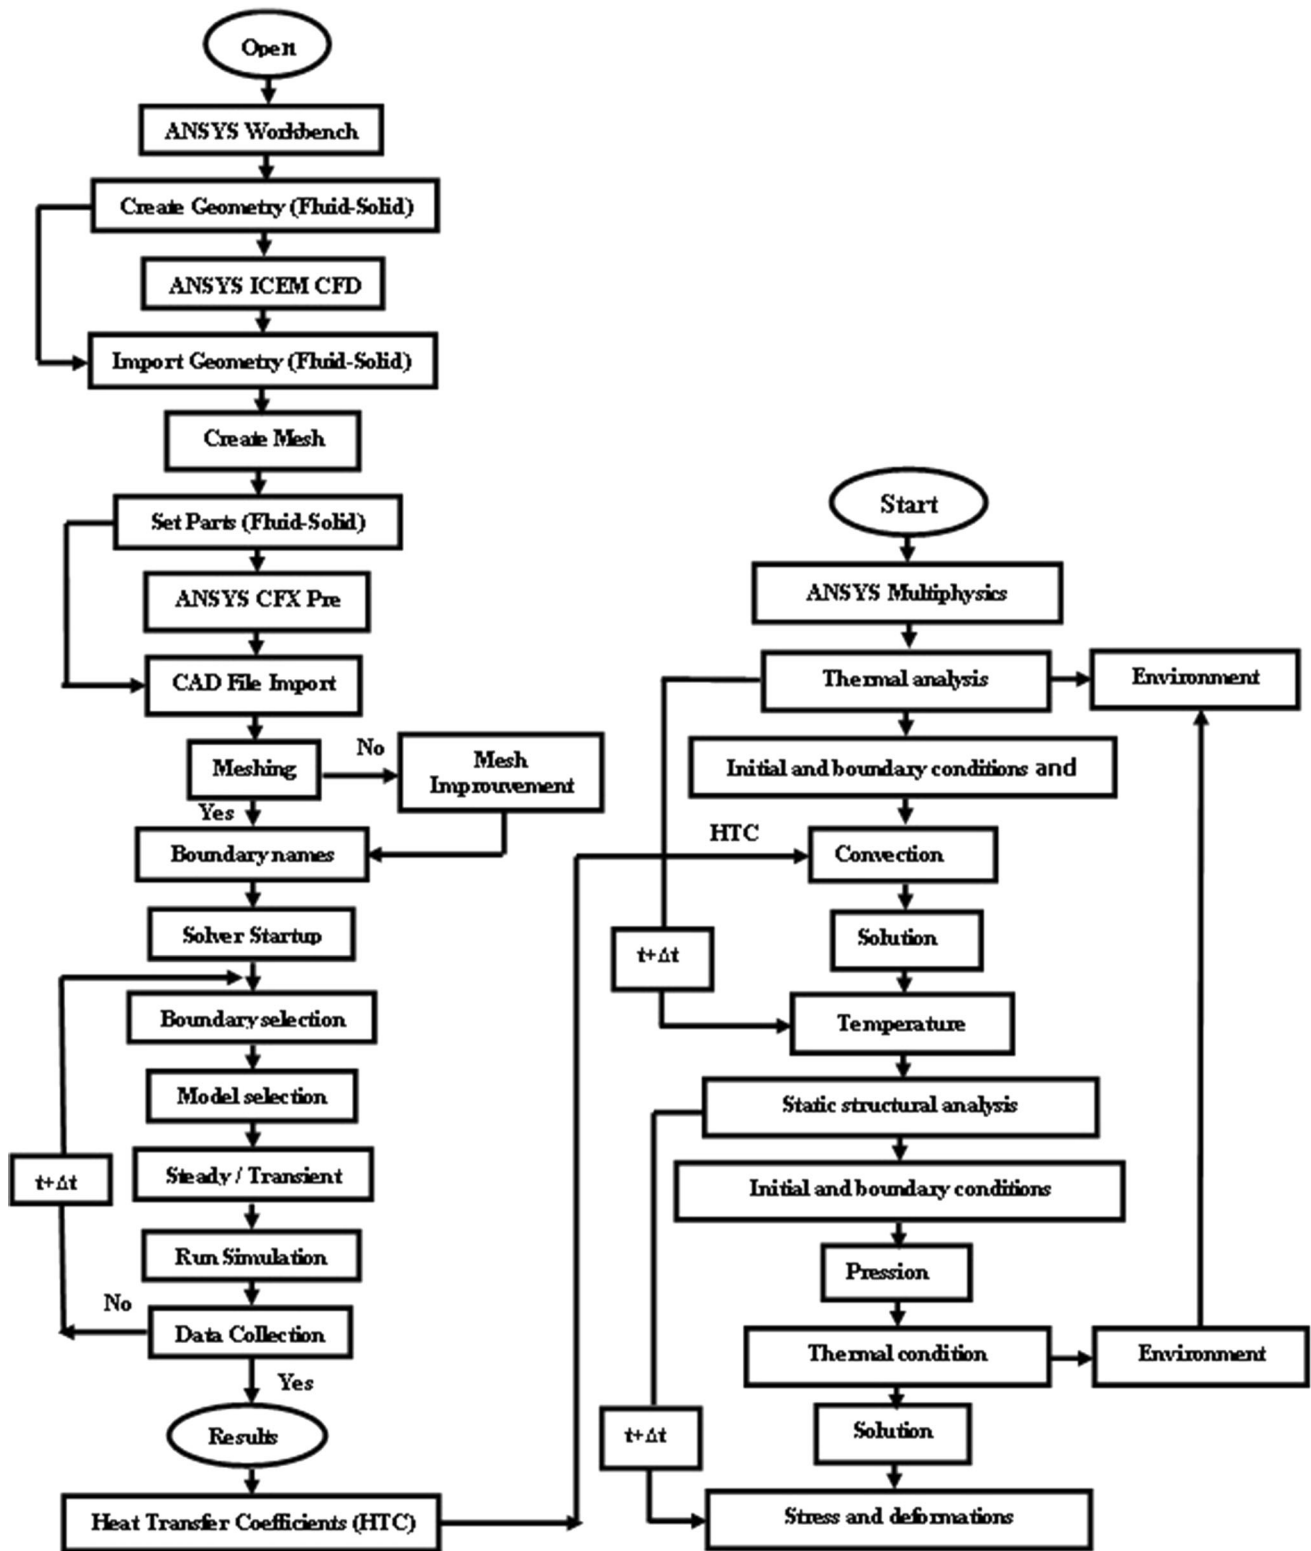 Open
ANSYS Workbench
Create Geometry (Fluid-Solid)
ANSYS ICEM CFD
Import Geometry (Fluid-Solid)
Create Mesh
Set Parts (Fluid-Solid)
ANSYS CFX Pre
CAD File Import
Meshing
No
Mesh
Improuvement
Yes
Boundary names
Solver Startup
Boundary selection
Model selection
Steady / Transient
t+Δt
Run Simulation
No
Data Collection
Yes
Results
Heat Transfer Coefficients (HTC)
Start
ANSYS Multiphysics
Thermal analysis
Environment
Initial and boundary conditions and
HTC
Convection
Solution
t+Δt
Temperature
Static structural analysis
Initial and boundary conditions
Pression
Thermal condition
Environment
Solution
t+Δt
Stress and deformations